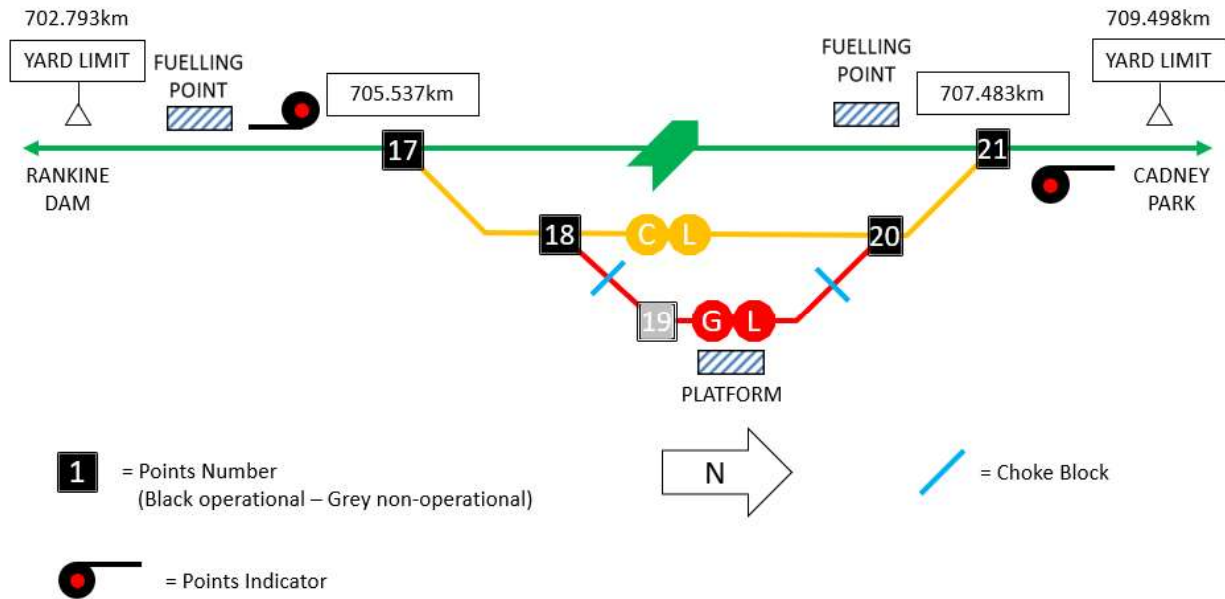 702.793km
YARD LIMIT
FUELLING
POINT
705.537km
FUELLING
POINT
707.483km
709.498km
YARD LIMIT
17
21
RANKINE
DAM
CADNEY
PARK
18
C L
20
19
G L
PLATFORM
1
= Points Number
(Black operational – Grey non-operational)
N
= Choke Block
= Points Indicator